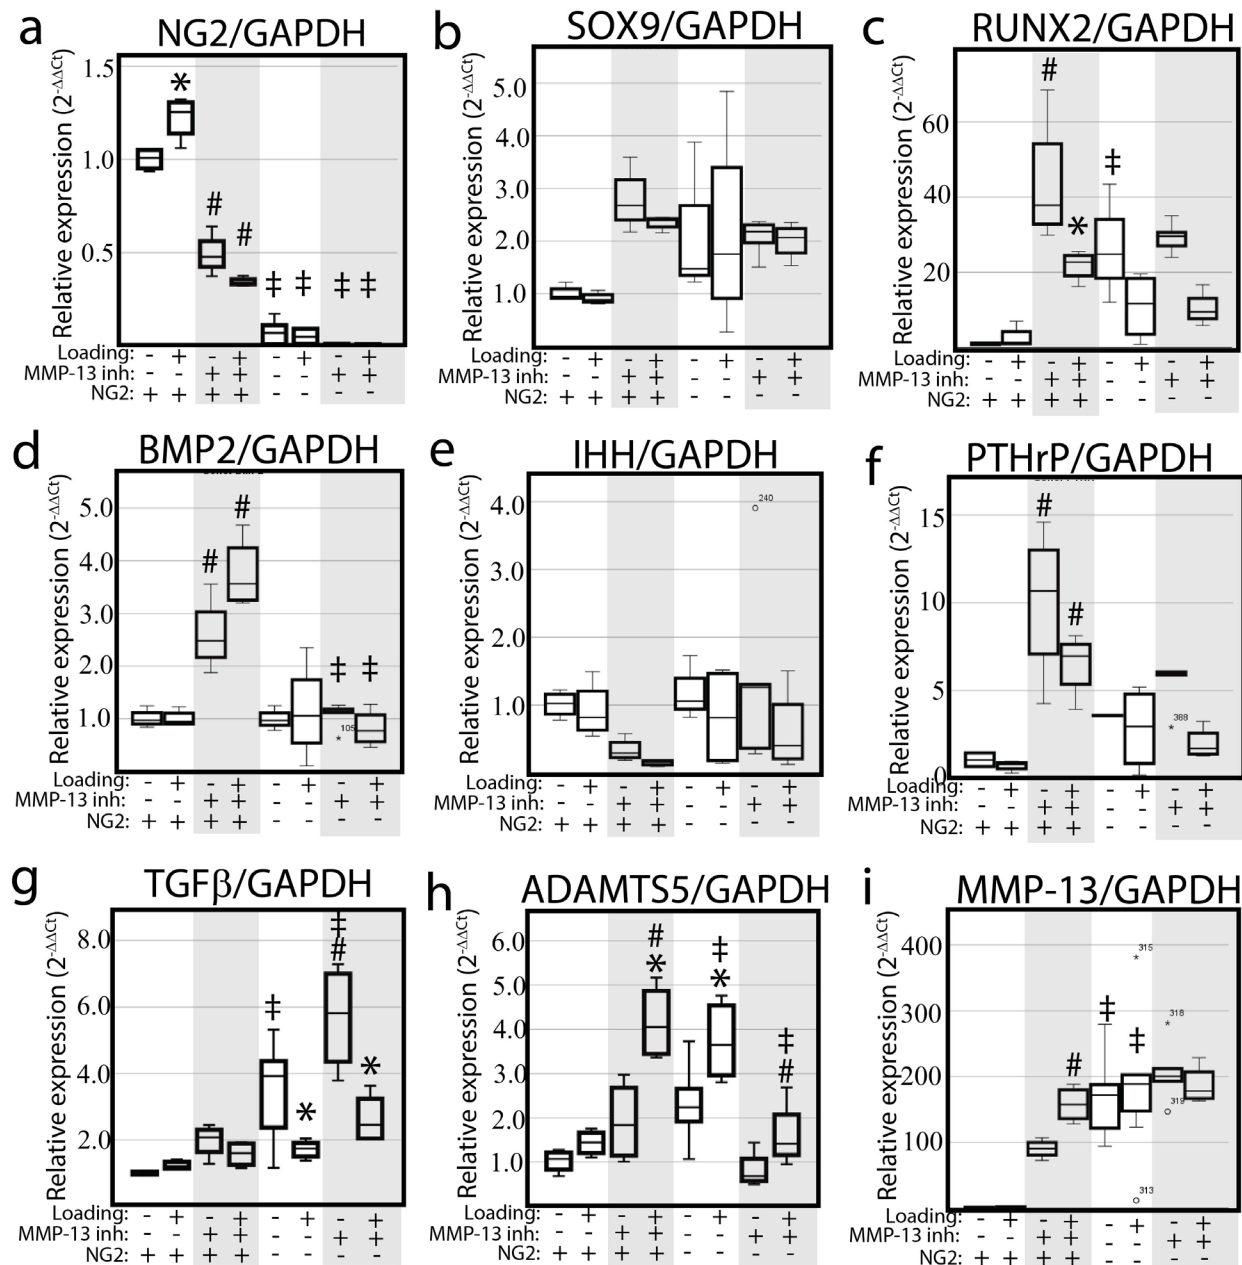 a NG2/GAPDH
Relative expression (2-ΔΔCt)
1.5
1.0
0.5
*
# #
‡ ‡ ‡ ‡
Loading: - + - + - + - +
MMP-13 inh: - - + + - - + +
NG2: + + + + - - - -
b SOX9/GAPDH
Relative expression (2-ΔΔCt)
5.0
4.0
3.0
2.0
1.0
Loading: - + - + - + - +
MMP-13 inh: - - + + - - + +
NG2: + + + + - - - -
c RUNX2/GAPDH
Relative expression (2-ΔΔCt)
60
40
20
# * ‡
Loading: - + - + - + - +
MMP-13 inh: - - + + - - + +
NG2: + + + + - - - -
d BMP2/GAPDH
Relative expression (2-ΔΔCt)
5.0
4.0
3.0
2.0
1.0
# #
‡ ‡
105
*
Loading: - + - + - + - +
MMP-13 inh: - - + + - - + +
NG2: + + + + - - - -
e IHH/GAPDH
Relative expression (2-ΔΔCt)
4.0
3.0
2.0
1.0
240
Loading: - + - + - + - +
MMP-13 inh: - - + + - - + +
NG2: + + + + - - - -
f PTHrP/GAPDH
Relative expression (2-ΔΔCt)
15
10
5
0
# #
388
*
Loading: - + - + - + - +
MMP-13 inh: - - + + - - + +
NG2: + + + + - - - -
g TGFβ/GAPDH
Relative expression (2-ΔΔCt)
8.0
6.0
4.0
2.0
‡ * ‡ # *
Loading: - + - + - + - +
MMP-13 inh: - - + + - - + +
NG2: + + + + - - - -
h ADAMTS5/GAPDH
Relative expression (2-ΔΔCt)
6.0
5.0
4.0
3.0
2.0
1.0
# * ‡ * ‡ #
Loading: - + - + - + - +
MMP-13 inh: - - + + - - + +
NG2: + + + + - - - -
i MMP-13/GAPDH
Relative expression (2-ΔΔCt)
400
300
200
100
# ‡ ‡
315
*
318
*
319
313
Loading: - + - + - + - +
MMP-13 inh: - - + + - - + +
NG2: + + + + - - - -